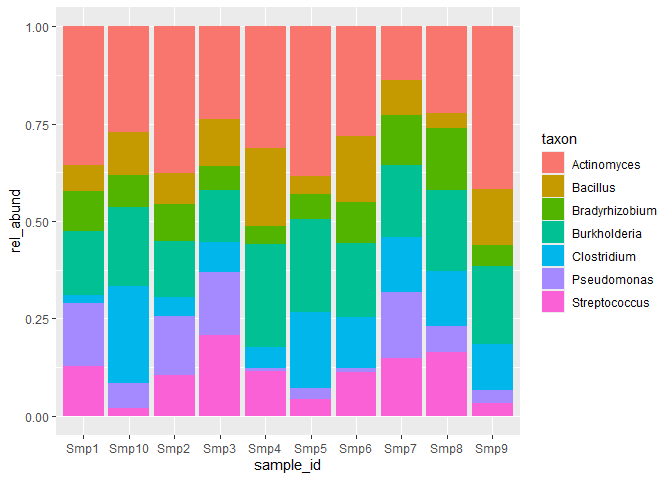 1.00
0.75
0.50
0.25
0.00
rel_abund
Smp1 Smp10 Smp2 Smp3 Smp4 Smp5 Smp6 Smp7 Smp8 Smp9
sample_id
taxon
Actinomyces
Bacillus
Bradyrhizobium
Burkholderia
Clostridium
Pseudomonas
Streptococcus